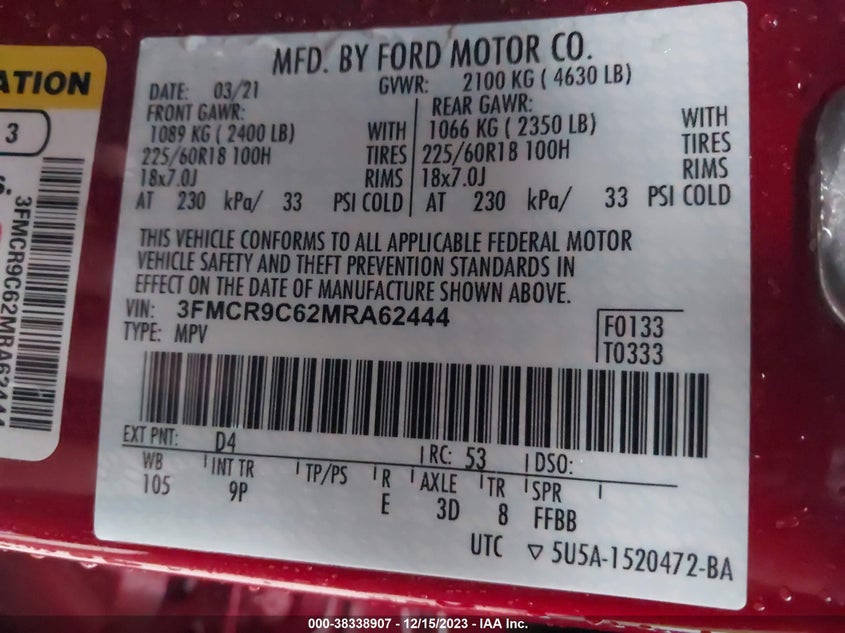 ATION
3
3FMCR9C62MRA62444
MFD. BY FORD MOTOR CO.
DATE: 03/21 GVWR: 2100 KG ( 4630 LB)
FRONT GAWR: REAR GAWR:
1089 KG ( 2400 LB) WITH 1066 KG ( 2350 LB) WITH
225/60R18 100H TIRES 225/60R18 100H TIRES
18x7.0J RIMS 18x7.0J RIMS
AT 230 kPa/ 33 PSI COLD AT 230 kPa/ 33 PSI COLD
THIS VEHICLE CONFORMS TO ALL APPLICABLE FEDERAL MOTOR
VEHICLE SAFETY AND THEFT PREVENTION STANDARDS IN
EFFECT ON THE DATE OF MANUFACTURE SHOWN ABOVE.
VIN: 3FMCR9C62MRA62444
TYPE: MPV
F0133
T0333
EXT PNT: D4 RC: 53 DSO:
WB INT TR TP/PS R AXLE TR SPR
105 9P E 3D 8 FFBB
UTC ▽ 5U5A-1520472-BA
000-38338907 - 12/15/2023 - IAA Inc.